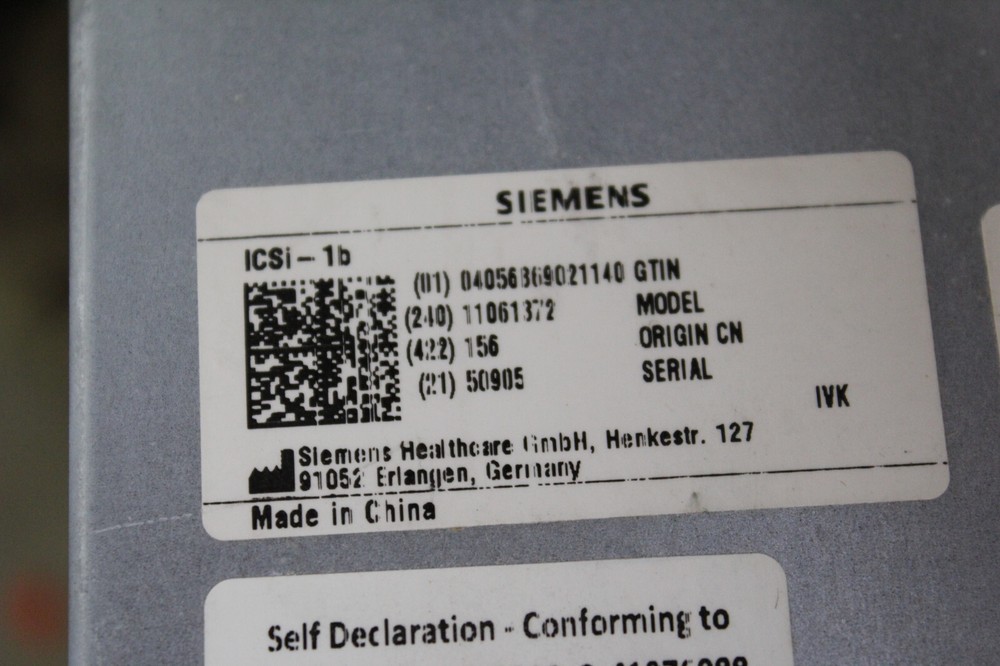 SIEMENS
ICSi - 1b
(01) 04056869021140 GTIN
(240) 11061372 MODEL
(422) 156 ORIGIN CN
(21) 50905 SERIAL
IVK
Siemens Healthcare GmbH, Henkestr. 127
91052 Erlangen, Germany
Made in China
Self Declaration - Conforming to